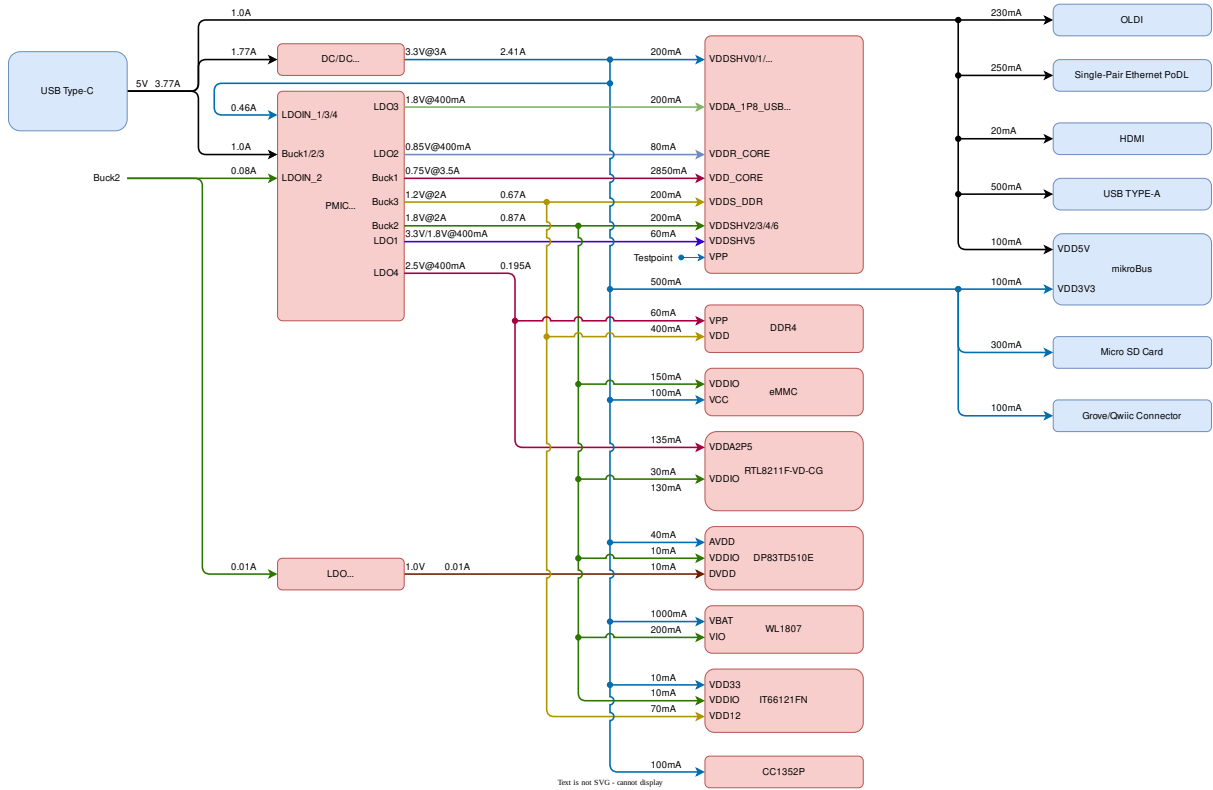 1.0A
230mA
OLDI
1.77A
DC/DC...
3.3V@3A
2.41A
200mA
VDDSHV0/1/...
USB Type-C
5V 3.77A
250mA
Single-Pair Ethernet PoDL
0.46A
LDOIN_1/3/4
LDO3
1.8V@400mA
200mA
VDDA_1P8_USB...
20mA
HDMI
1.0A
Buck1/2/3
LDO2
0.85V@400mA
80mA
VDDR_CORE
Buck2
0.08A
LDOIN_2
Buck1
0.75V@3.5A
2850mA
VDD_CORE
500mA
USB TYPE-A
PMIC...
Buck3
1.2V@2A
0.67A
200mA
VDDS_DDR
Buck2
1.8V@2A
0.87A
200mA
VDDSHV2/3/4/6
LDO1
3.3V/1.8V@400mA
60mA
VDDSHV5
100mA
VDD5V
Testpoint
VPP
mikroBus
LDO4
2.5V@400mA
0.195A
500mA
100mA
VDD3V3
60mA
VPP
DDR4
400mA
VDD
300mA
Micro SD Card
150mA
VDDIO
eMMC
100mA
VCC
100mA
Grove/Qwiic Connector
135mA
VDDA2P5
RTL8211F-VD-CG
30mA
VDDIO
130mA
40mA
AVDD
10mA
VDDIO
DP83TD510E
0.01A
LDO...
1.0V
0.01A
10mA
DVDD
1000mA
VBAT
WL1807
200mA
VIO
10mA
VDD33
10mA
VDDIO
IT66121FN
70mA
VDD12
100mA
CC1352P
Text is not SVG - cannot display